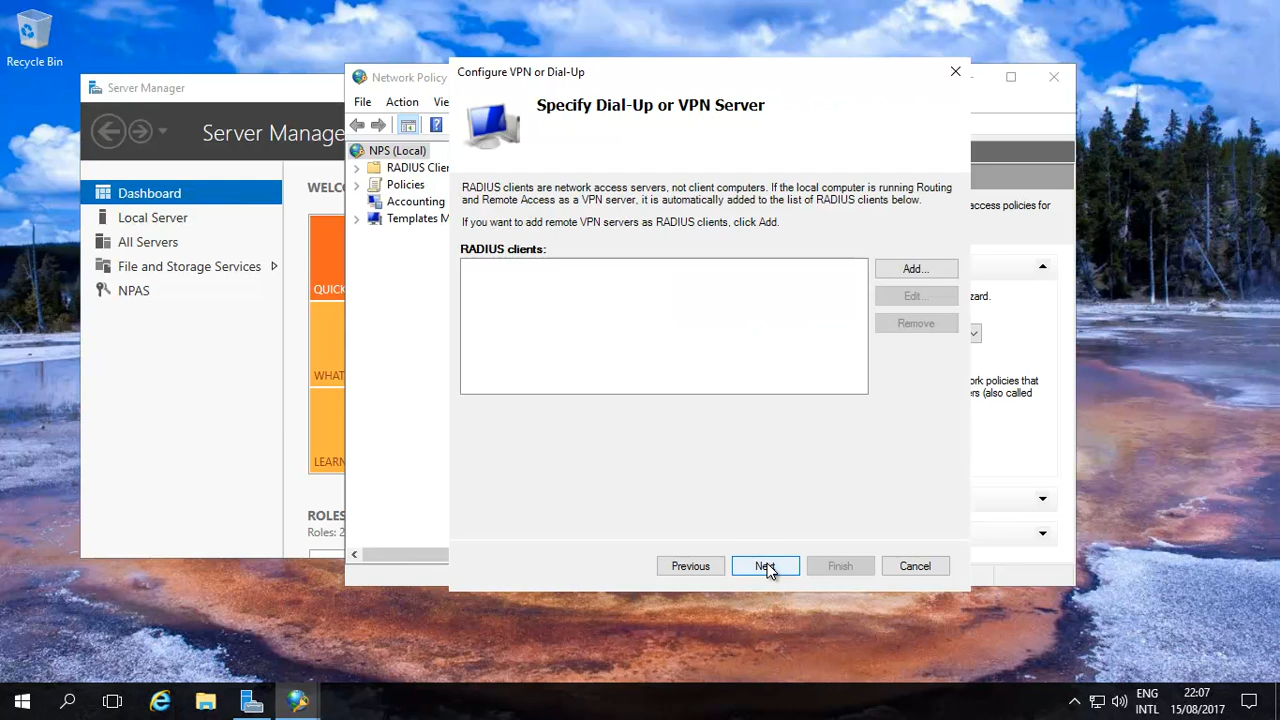 Recycle Bin
Server Manager
Server Manage
Dashboard
Local Server
All Servers
File and Storage Services
NPAS
WELC
QUICK
WHAT
LEARN
ROLES
Roles: 2
Network Policy
File
Action
Vie
NPS (Local)
RADIUS Clie
Policies
Accounting
Templates M
Configure VPN or Dial-Up
Specify Dial-Up or VPN Server
RADIUS clients are network access servers, not client computers. If the local computer is running Routing
and Remote Access as a VPN server, it is automatically added to the list of RADIUS clients below.
If you want to add remote VPN servers as RADIUS clients, click Add.
RADIUS clients:
Add...
Edit...
Remove
Previous
Next
Finish
Cancel
access policies for
zard.
rk policies that
rs (also called
ENG
INTL
22:07
15/08/2017